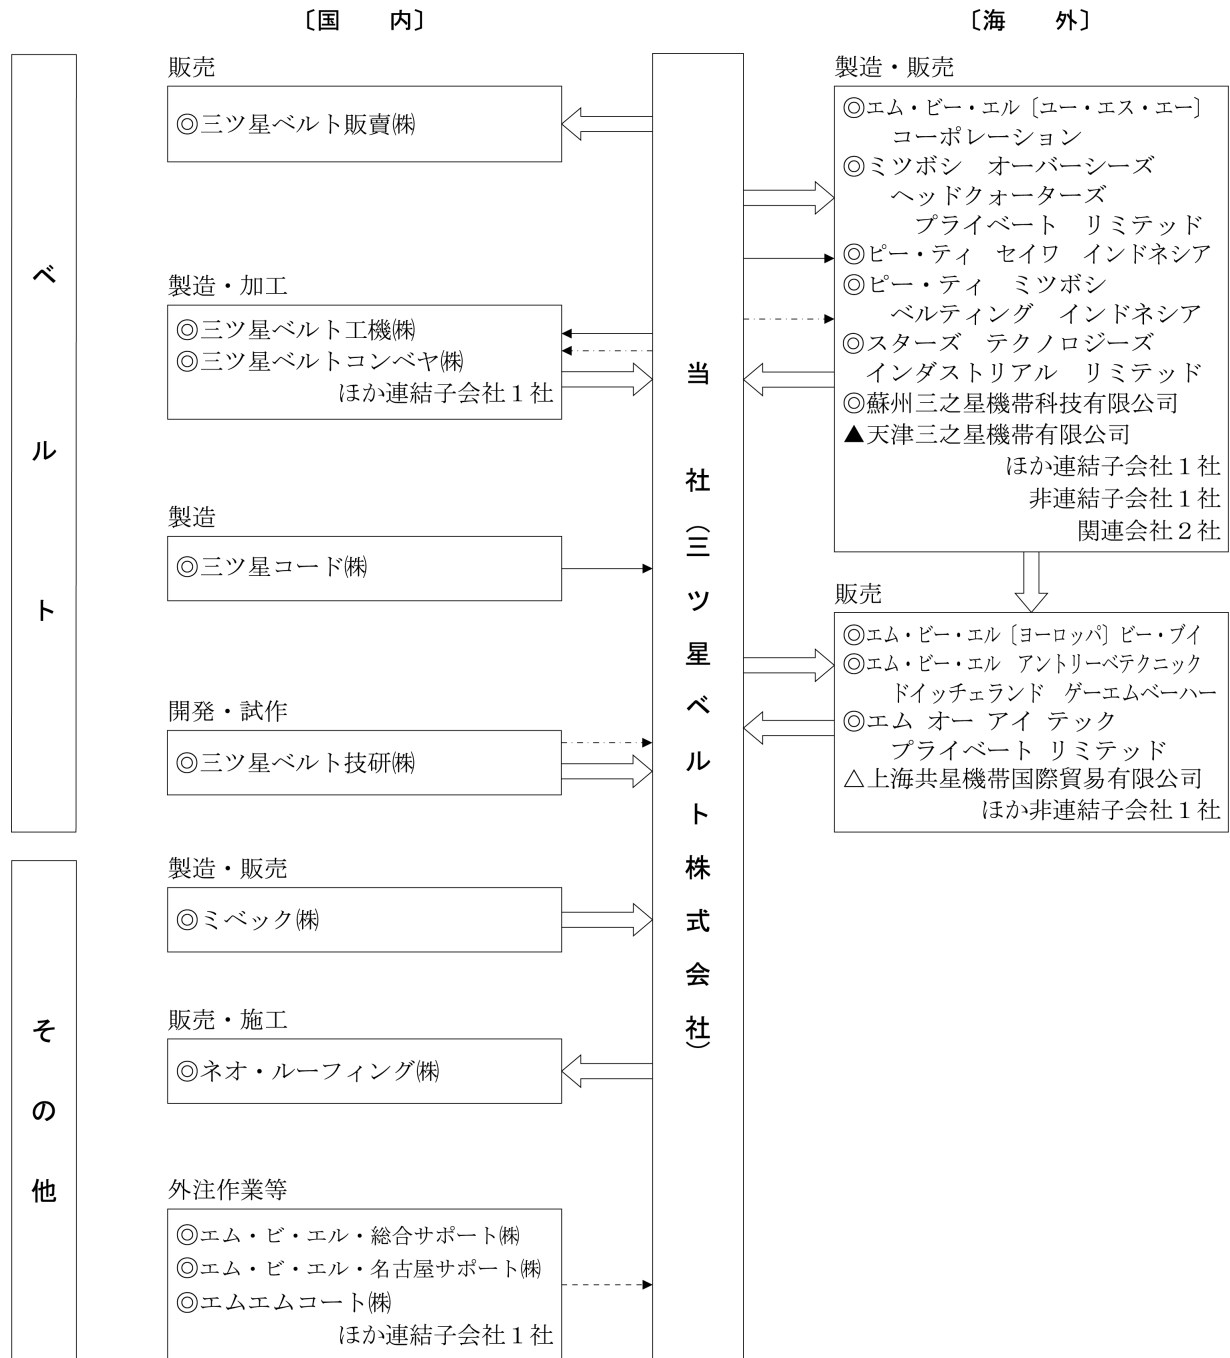 〔国　　内〕
〔海　　外〕
ベルト
販売
◎三ツ星ベルト販賣㈱
製造・加工
◎三ツ星ベルト工機㈱
◎三ツ星ベルトコンベヤ㈱
ほか連結子会社１社
製造
◎三ツ星コード㈱
開発・試作
◎三ツ星ベルト技研㈱
その他
製造・販売
◎ミベック㈱
販売・施工
◎ネオ・ルーフィング㈱
外注作業等
◎エム・ビ・エル・総合サポート㈱
◎エム・ビ・エル・名古屋サポート㈱
◎エムエムコート㈱
ほか連結子会社１社
当　社（三ツ星ベルト株式会社）
製造・販売
◎エム・ビー・エル〔ユー・エス・エー〕
コーポレーション
◎ミツボシ　オーバーシーズ
ヘッドクォーターズ
プライベート　リミテッド
◎ピー・ティ　セイワ　インドネシア
◎ピー・ティ　ミツボシ
ベルティング　インドネシア
◎スターズ　テクノロジーズ
インダストリアル　リミテッド
◎蘇州三之星機帯科技有限公司
▲天津三之星機帯有限公司
ほか連結子会社１社
非連結子会社１社
関連会社２社
販売
◎エム・ビー・エル〔ヨーロッパ〕ビー・ブイ
◎エム・ビー・エル　アントリーベテクニック
ドイッチェランド　ゲーエムベーハー
◎エム オー アイ テック
プライベート リミテッド
△上海共星機帯国際貿易有限公司
ほか非連結子会社１社